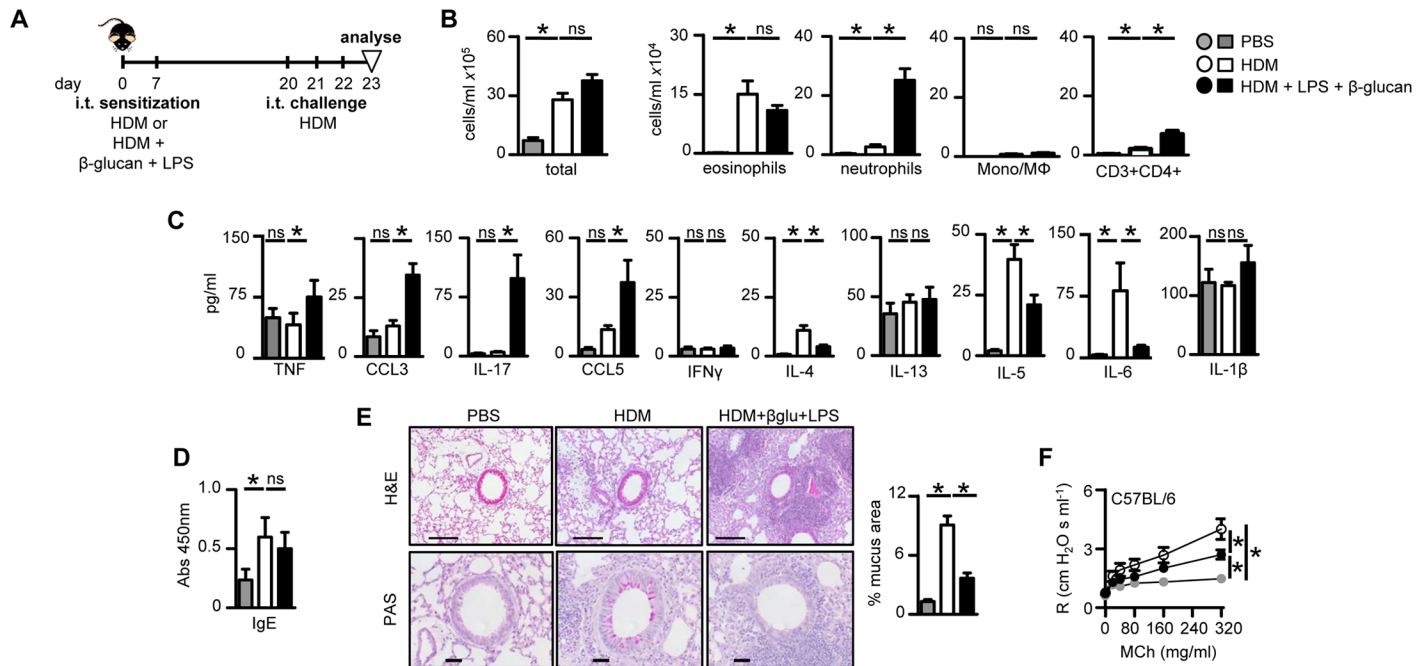 A
analyse
day
0 7 20 21 22 23
i.t. sensitization
HDM or
HDM +
β-glucan + LPS
i.t. challenge
HDM
B
cells/ml x10⁵
60
30
0
* ns
total
cells/ml x10⁴
30
15
0
* ns
eosinophils
40
20
0
* *
neutrophils
40
20
0
ns ns
Mono/MΦ
40
20
0
* *
CD3+CD4+
PBS
HDM
HDM + LPS + β-glucan
C
pg/ml
150
75
0
ns *
TNF
50
25
0
ns *
CCL3
150
75
0
ns *
IL-17
60
30
0
ns *
CCL5
50
25
0
ns ns
IFNγ
50
25
0
* *
IL-4
100
50
0
ns ns
IL-13
50
25
0
* *
IL-5
150
75
0
* *
IL-6
200
100
0
ns ns
IL-1β
D
Abs 450nm
1.0
0.5
0
* ns
IgE
E
PBS HDM HDM+βglu+LPS
H&E
PAS
% mucus area
12
6
0
* *
F
C57BL/6
R (cm H₂O s ml⁻¹)
6
3
0
* * *
0 80 160 240 320
MCh (mg/ml)